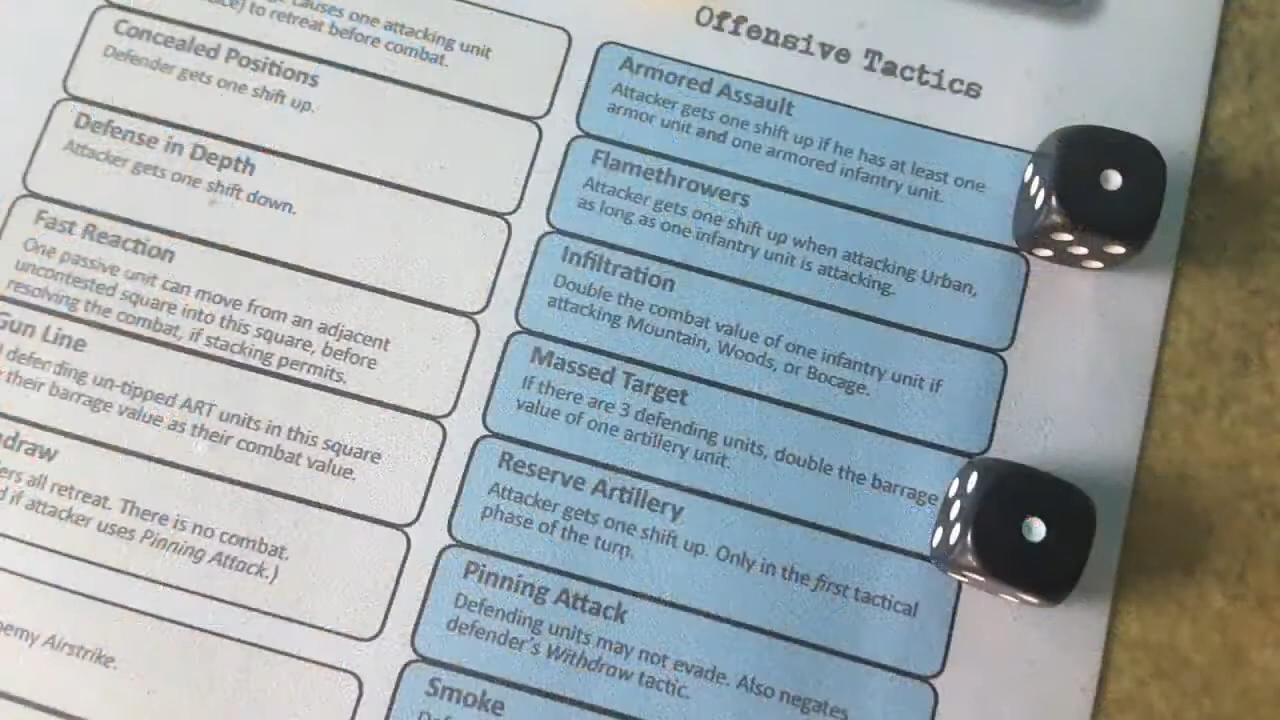 causes one attacking unit
to retreat before combat.
Concealed Positions
Defender gets one shift up.
Defense in Depth
Attacker gets one shift down.
Fast Reaction
One passive unit can move from an adjacent
uncontested square into this square, before
resolving the combat, if stacking permits.
Gun Line
defending un-tipped ART units in this square
their barrage value as their combat value.
all retreat. There is no combat.
if attacker uses Pinning Attack.)
Airstrike.
Offensive Tactics
Armored Assault
Attacker gets one shift up if he has at least one
armor unit and one armored infantry unit.
Flamethrowers
Attacker gets one shift up when attacking Urban,
as long as one infantry unit is attacking.
Infiltration
Double the combat value of one infantry unit if
attacking Mountain, Woods, or Bocage.
Massed Target
If there are 3 defending units, double the barrage
value of one artillery unit.
Reserve Artillery
Attacker gets one shift up. Only in the first tactical
phase of the turn.
Pinning Attack
Defending units may not evade. Also negates
defender's Withdraw tactic.
Smoke